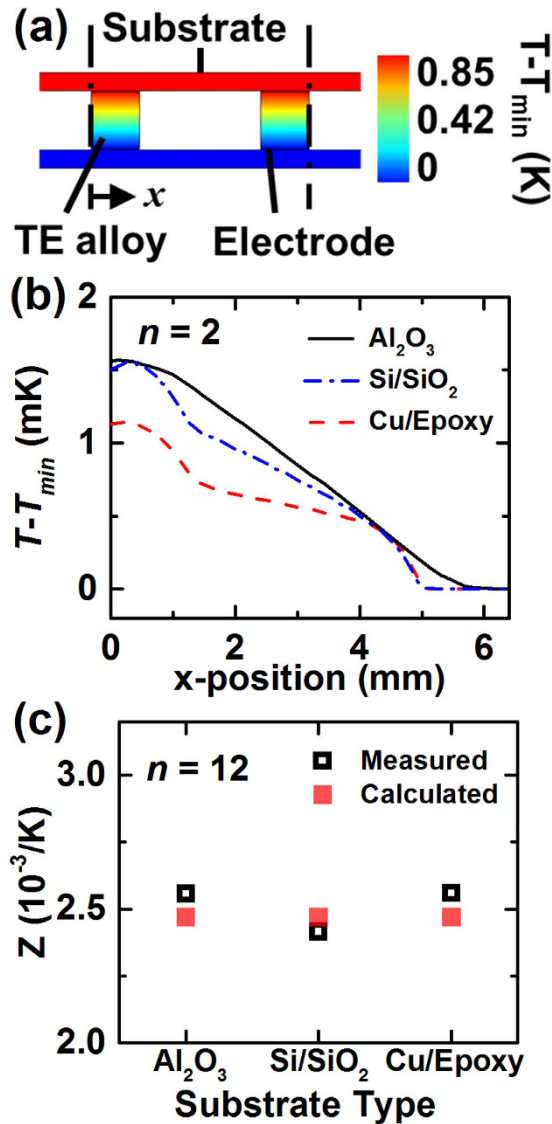 (a)
Substrate
0.85
0.42
0
T-T_min (K)
x
TE alloy
Electrode
(b)
n = 2
Al₂O₃
Si/SiO₂
Cu/Epoxy
T-T_min (mK)
2
1
0
0 2 4 6
x-position (mm)
(c)
n = 12
Measured
Calculated
Z (10⁻³/K)
3.0
2.5
2.0
Al₂O₃ Si/SiO₂ Cu/Epoxy
Substrate Type